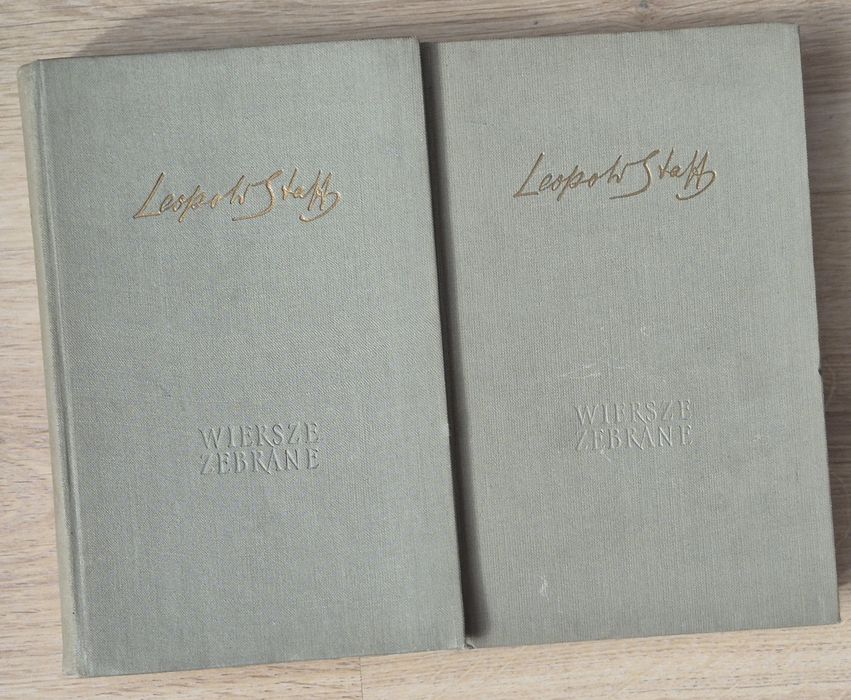 Leopold Staff
WIERSZE
ZEBRANE
Leopold Staff
WIERSZE
ZEBRANE